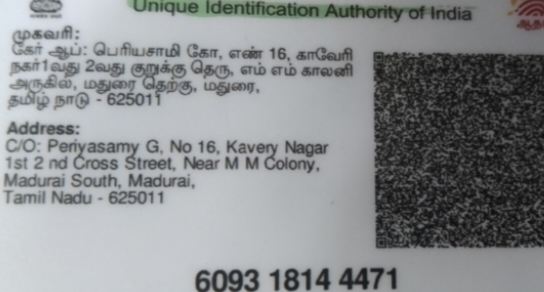 Unique Identification Authority of India
முகவரி:
கேர் ஆப்: பெரியசாமி கோ, எண் 16, காவேரி
நகர்1வது 2வது குறுக்கு தெரு, எம் எம் காலனி
அருகில், மதுரை தெற்கு, மதுரை,
தமிழ் நாடு - 625011
Address:
C/O: Periyasamy G, No 16, Kavery Nagar
1st 2 nd Cross Street, Near M M Colony,
Madurai South, Madurai,
Tamil Nadu - 625011
6093 1814 4471